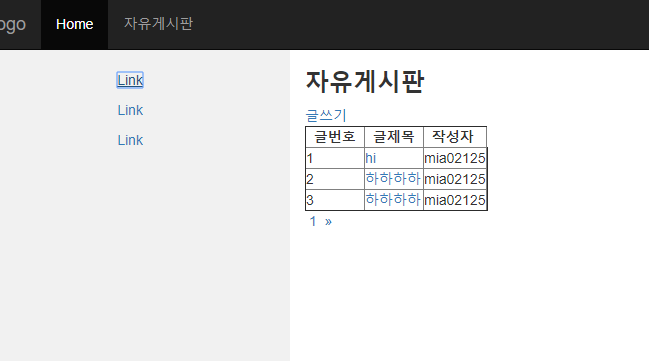 ogo Home 자유게시판
Link
Link
Link
자유게시판
글쓰기
글번호 글제목 작성자
1 hi mia02125
2 하하하하 mia02125
3 하하하하 mia02125
1 »